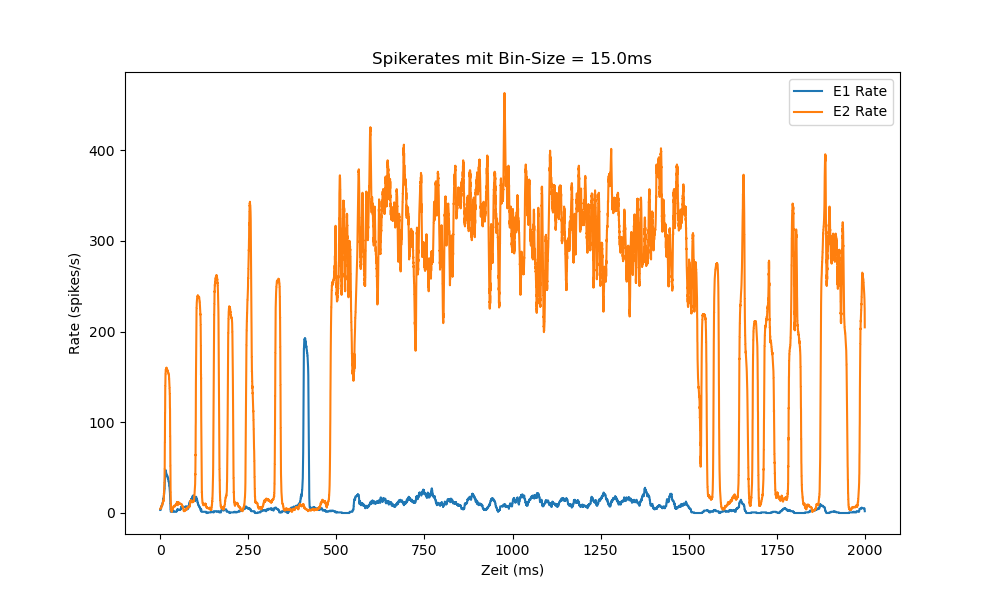 Spikerates mit Bin-Size = 15.0ms
E1 Rate
E2 Rate
Rate (spikes/s)
400
300
200
100
0
0 250 500 750 1000 1250 1500 1750 2000
Zeit (ms)